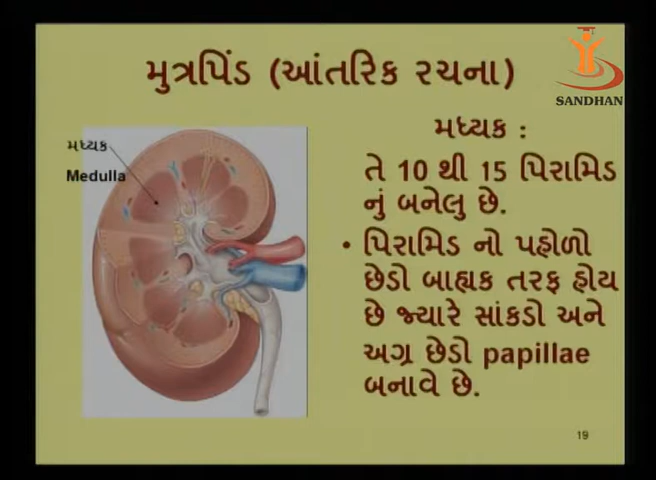 મુત્રપિંડ (આંતરિક રચના)
SANDHAN
મધ્યક
Medulla
મધ્યક :
તે 10 થી 15 પિરામિડ
નું બનેલુ છે.
• પિરામિડ નો પહોળો
છેડો બાહ્યક તરફ હોય
છે જ્યારે સાંકડો અને
અગ્ર છેડો papillae
બનાવે છે.
19